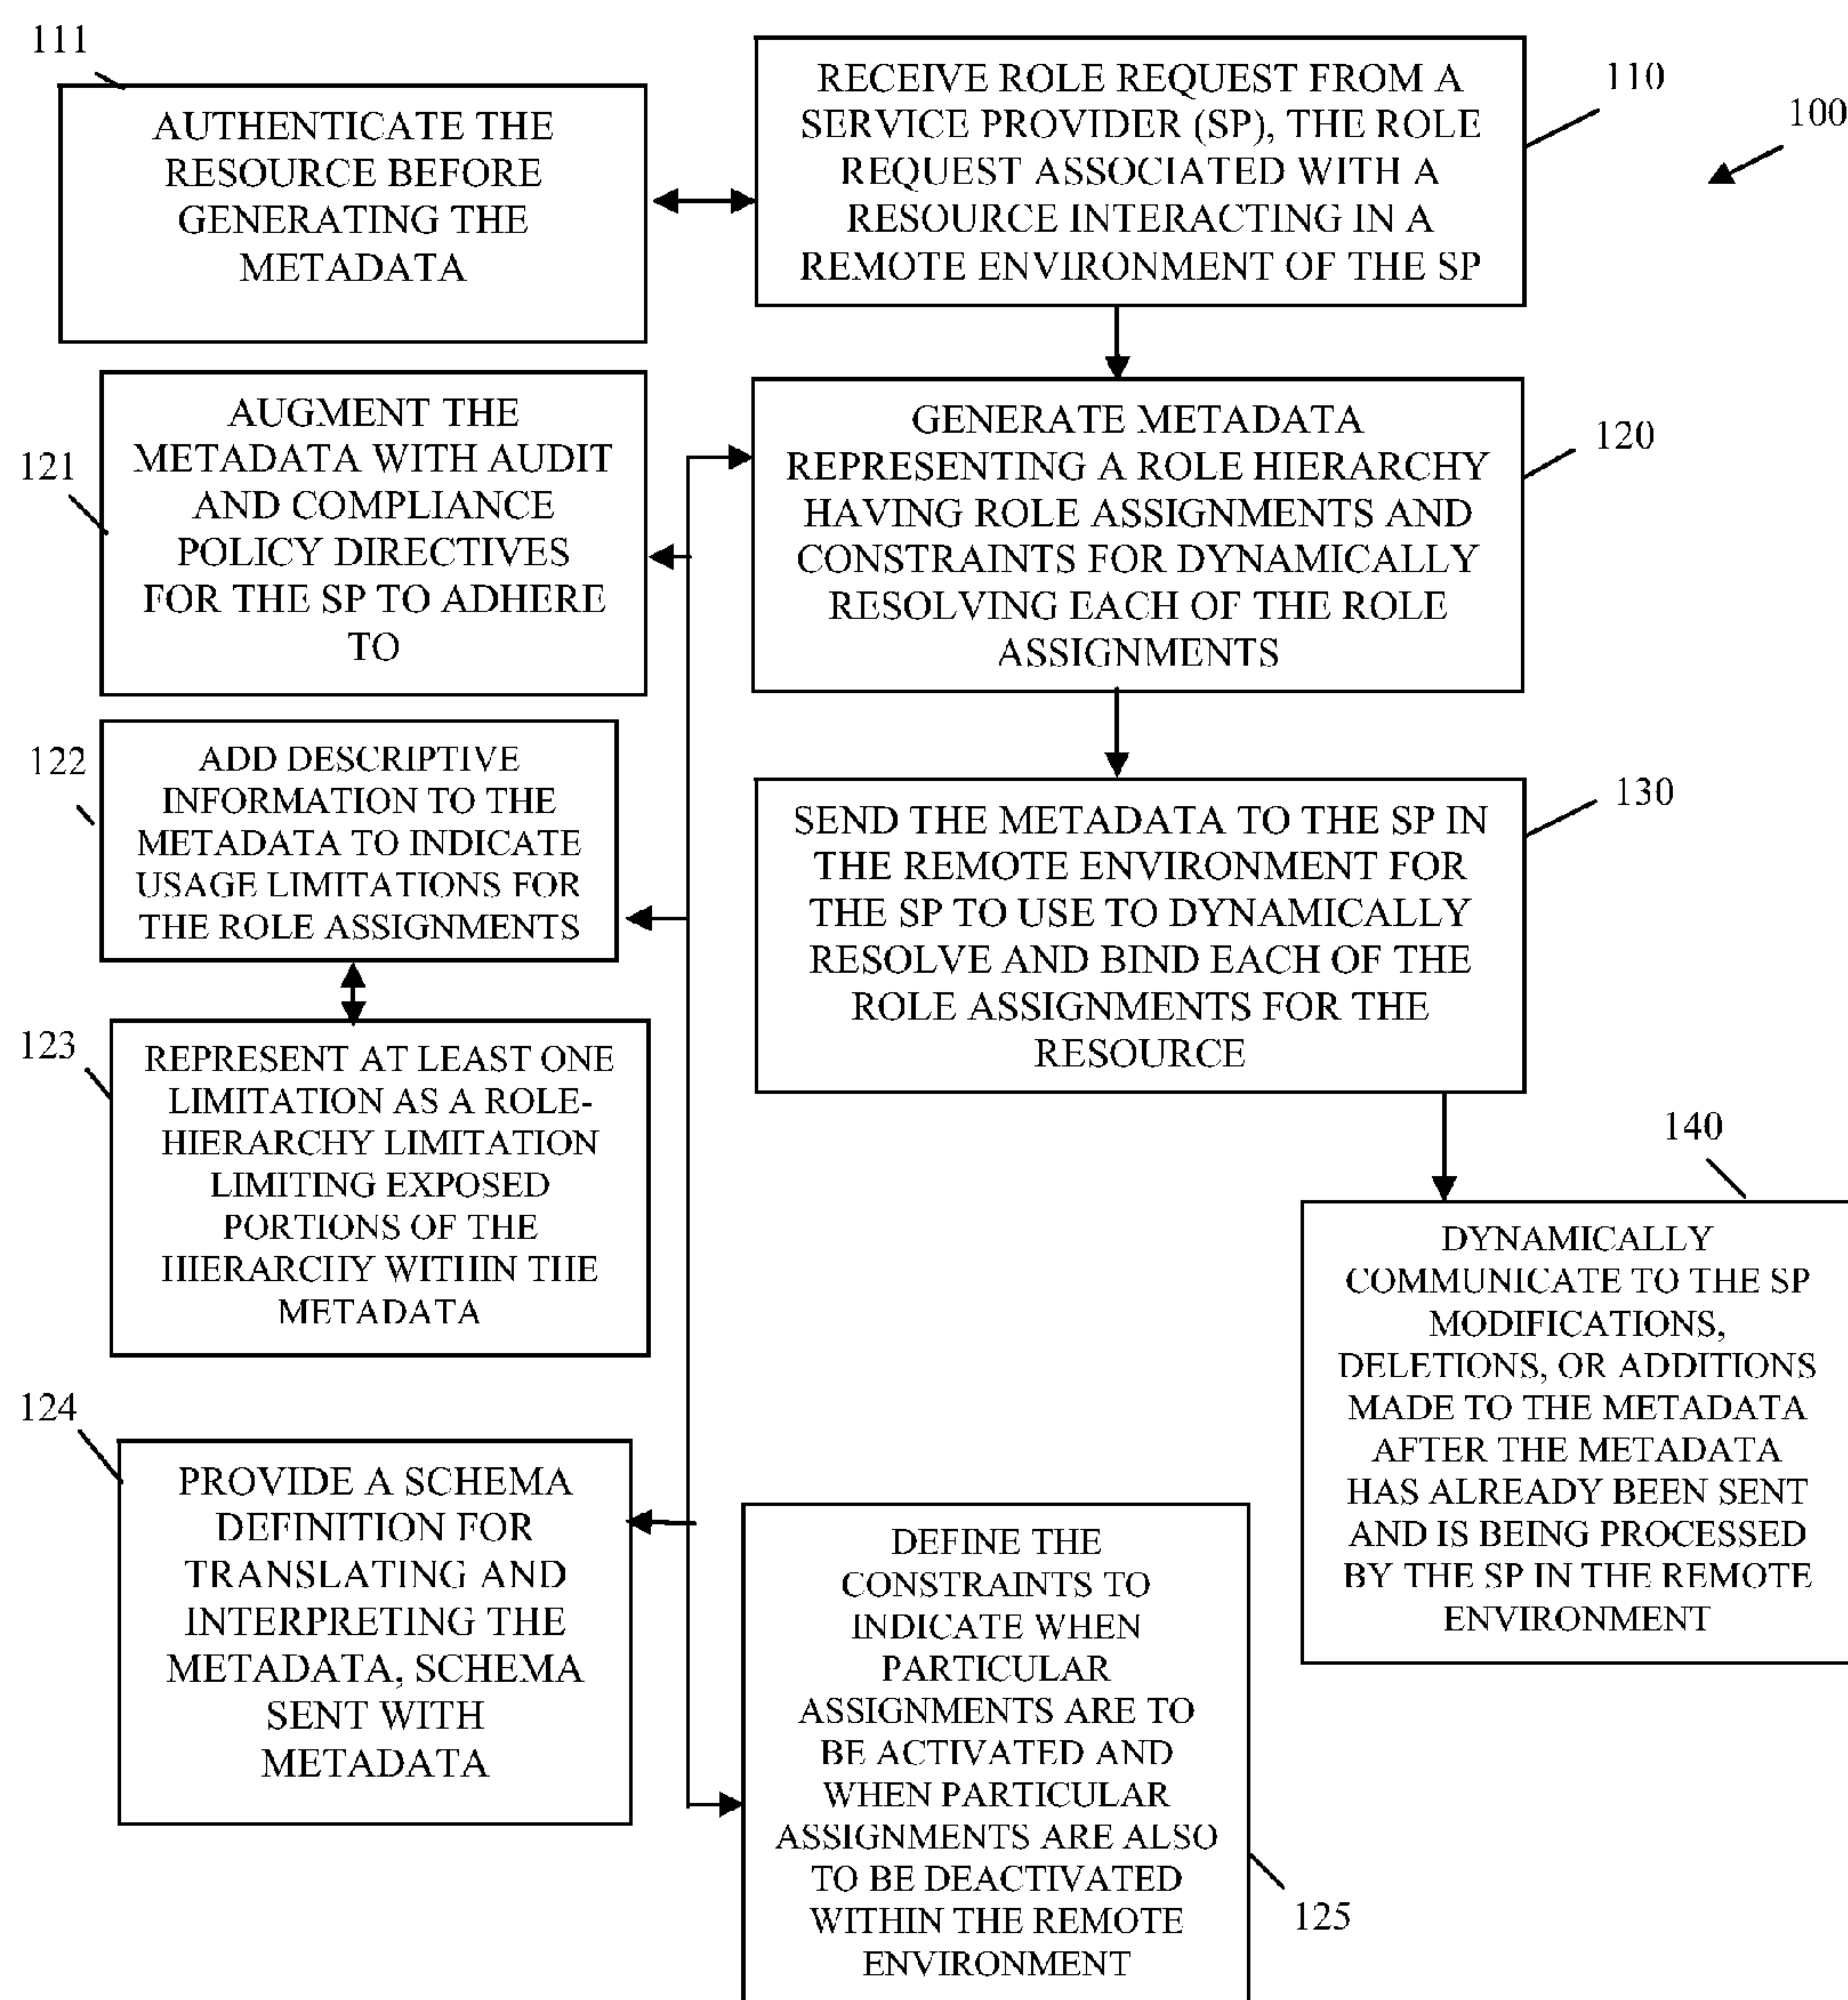 111
AUTHENTICATE THE
RESOURCE BEFORE
GENERATING THE
METADATA
RECEIVE ROLE REQUEST FROM A
SERVICE PROVIDER (SP), THE ROLE
REQUEST ASSOCIATED WITH A
RESOURCE INTERACTING IN A
REMOTE ENVIRONMENT OF THE SP
110
100
121
AUGMENT THE
METADATA WITH AUDIT
AND COMPLIANCE
POLICY DIRECTIVES
FOR THE SP TO ADHERE
TO
GENERATE METADATA
REPRESENTING A ROLE HIERARCHY
HAVING ROLE ASSIGNMENTS AND
CONSTRAINTS FOR DYNAMICALLY
RESOLVING EACH OF THE ROLE
ASSIGNMENTS
120
122
ADD DESCRIPTIVE
INFORMATION TO THE
METADATA TO INDICATE
USAGE LIMITATIONS FOR
THE ROLE ASSIGNMENTS
SEND THE METADATA TO THE SP IN
THE REMOTE ENVIRONMENT FOR
THE SP TO USE TO DYNAMICALLY
RESOLVE AND BIND EACH OF THE
ROLE ASSIGNMENTS FOR THE
RESOURCE
130
123
REPRESENT AT LEAST ONE
LIMITATION AS A ROLE-
HIERARCHY LIMITATION
LIMITING EXPOSED
PORTIONS OF THE
HIERARCHY WITHIN THE
METADATA
140
DYNAMICALLY
COMMUNICATE TO THE SP
MODIFICATIONS,
DELETIONS, OR ADDITIONS
MADE TO THE METADATA
AFTER THE METADATA
HAS ALREADY BEEN SENT
AND IS BEING PROCESSED
BY THE SP IN THE REMOTE
ENVIRONMENT
124
PROVIDE A SCHEMA
DEFINITION FOR
TRANSLATING AND
INTERPRETING THE
METADATA, SCHEMA
SENT WITH
METADATA
DEFINE THE
CONSTRAINTS TO
INDICATE WHEN
PARTICULAR
ASSIGNMENTS ARE TO
BE ACTIVATED AND
WHEN PARTICULAR
ASSIGNMENTS ARE ALSO
TO BE DEACTIVATED
WITHIN THE REMOTE
ENVIRONMENT
125